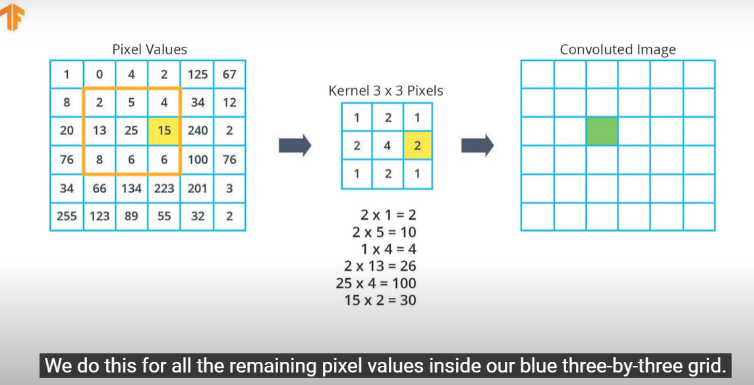 Pixel Values
1 0 4 2 125 67
8 2 5 4 34 12
20 13 25 15 240 2
76 8 6 6 100 76
34 66 134 223 201 3
255 123 89 55 32 2
Kernel 3 x 3 Pixels
1 2 1
2 4 2
1 2 1
2 x 1 = 2
2 x 5 = 10
1 x 4 = 4
2 x 13 = 26
25 x 4 = 100
15 x 2 = 30
Convoluted Image
We do this for all the remaining pixel values inside our blue three-by-three grid.